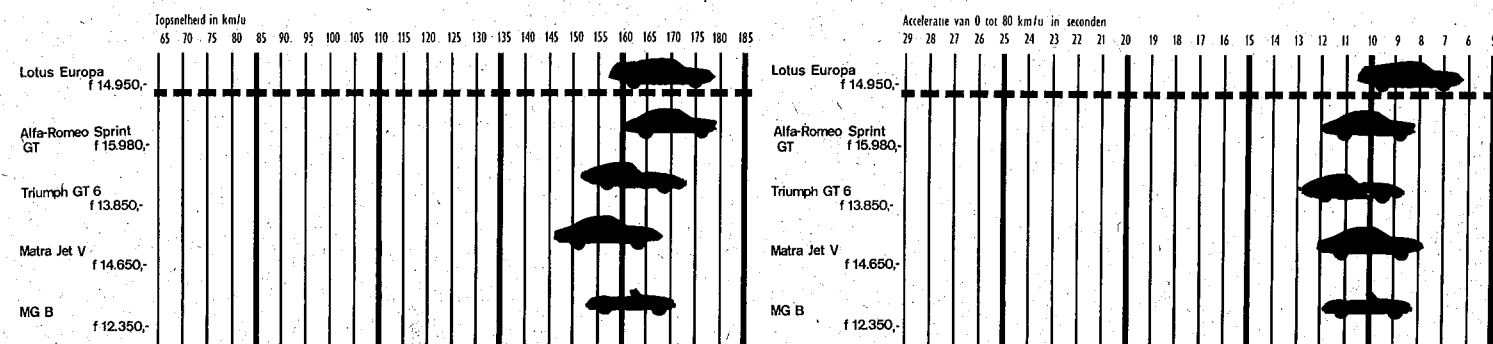 Topsnelheid in km/u
65 70 75 80 85 90 95 100 105 110 115 120 125 130 135 140 145 150 155 160 165 170 175 180 185
Lotus Europa
f 14.950,-
Alfa-Romeo Sprint
GT f 15.980,-
Triumph GT 6
f 13.850,-
Matra Jet V
f 14.650,-
MG B
f 12.350,-
Acceleratie van 0 tot 80 km/u in seconden
29 28 27 26 25 24 23 22 21 20 19 18 17 16 15 14 13 12 11 10 9 8 7 6 5
Lotus Europa
f 14.950,-
Alfa-Romeo Sprint
GT f 15.980,-
Triumph GT 6
f 13.850,-
Matra Jet V
f 14.650,-
MG B
f 12.350,-